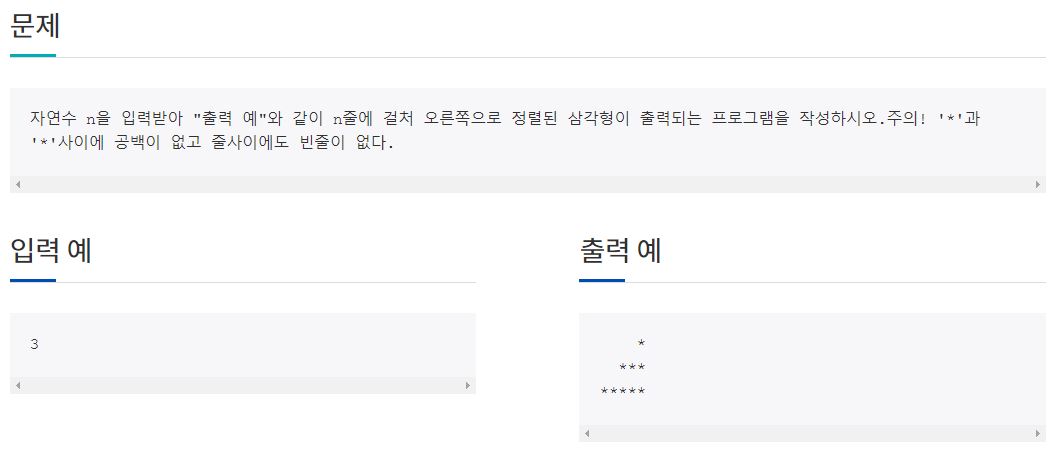 문제
자연수 n을 입력받아 "출력 예"와 같이 n줄에 걸쳐 오른쪽으로 정렬된 삼각형이 출력되는 프로그램을 작성하시오.주의! '*'과
'*'사이에 공백이 없고 줄사이에도 빈줄이 없다.
입력 예
3
출력 예
    *
  ***
*****